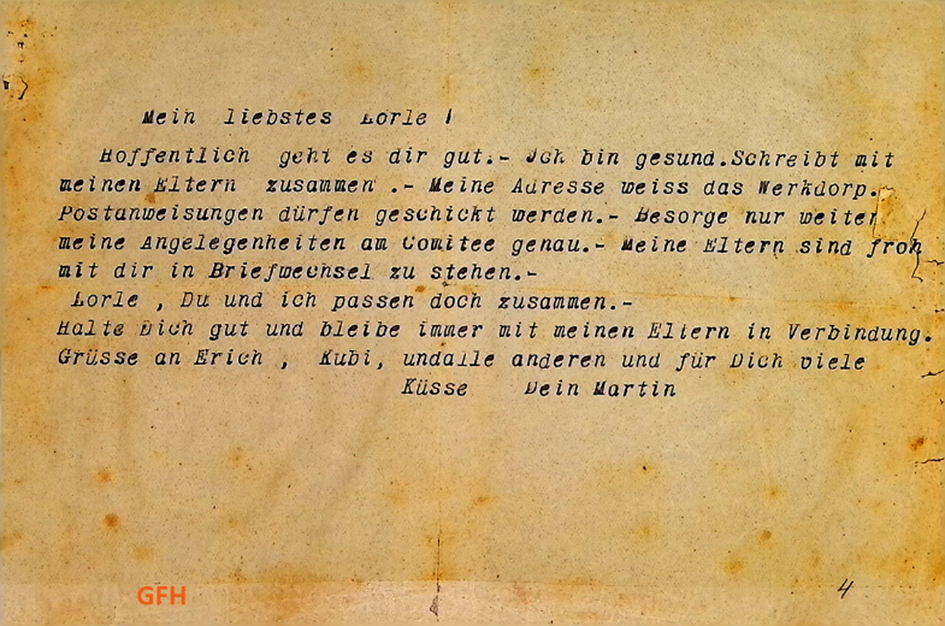 Mein liebstes Lorle !
Hoffentlich geht es dir gut.- Jch bin gesund.Schreibt mit
meinen Eltern zusammen .- Meine Adresse weiss das Werkdorp.
Postanweisungen dürfen geschickt werden.- Besorge nur weiter
meine Angelegenheiten am Comitee genau.- Meine Eltern sind froh
mit dir in Briefwechsel zu stehen.-
Lorle , Du und ich passen doch zusammen.-
Halte Dich gut und bleibe immer mit meinen Eltern in Verbindung.
Grüsse an Erich , Kubi, undalle anderen und für Dich viele
Küsse Dein Martin
GFH
4